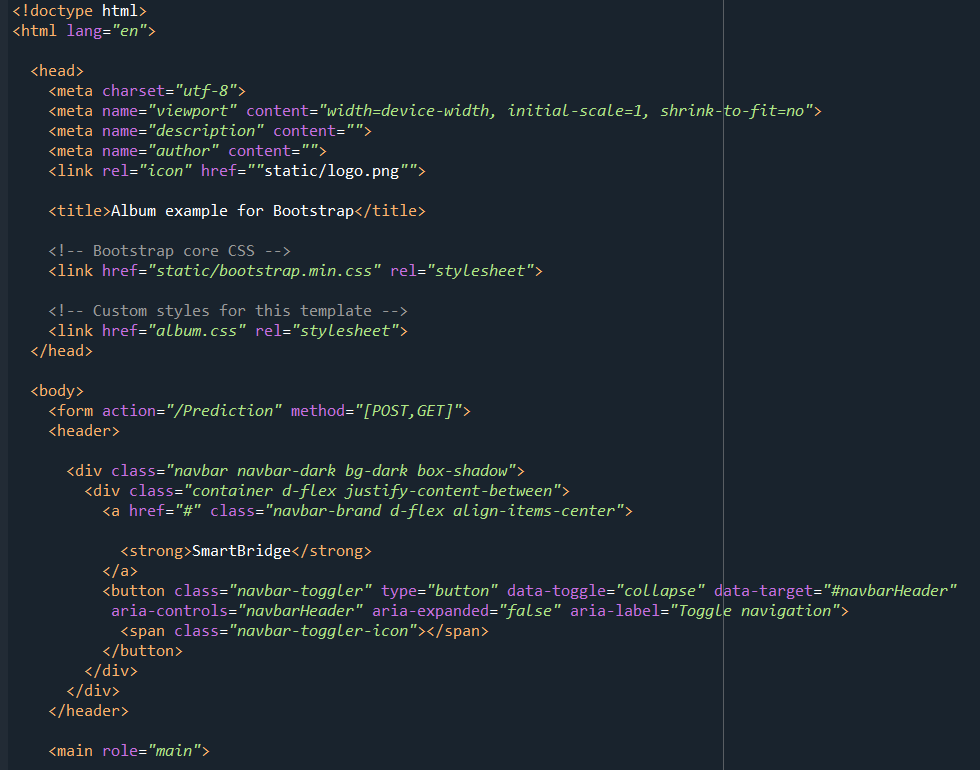 <!doctype html>
<html lang="en">
<head>
<meta charset="utf-8">
<meta name="viewport" content="width=device-width, initial-scale=1, shrink-to-fit=no">
<meta name="description" content="">
<meta name="author" content="">
<link rel="icon" href=""static/logo.png"">
<title>Album example for Bootstrap</title>
<!-- Bootstrap core CSS -->
<link href="static/bootstrap.min.css" rel="stylesheet">
<!-- Custom styles for this template -->
<link href="album.css" rel="stylesheet">
</head>
<body>
<form action="/Prediction" method="[POST,GET]">
<header>
<div class="navbar navbar-dark bg-dark box-shadow">
<div class="container d-flex justify-content-between">
<a href="#" class="navbar-brand d-flex align-items-center">
<strong>SmartBridge</strong>
</a>
<button class="navbar-toggler" type="button" data-toggle="collapse" data-target="#navbarHeader"
aria-controls="navbarHeader" aria-expanded="false" aria-label="Toggle navigation">
<span class="navbar-toggler-icon"></span>
</button>
</div>
</div>
</header>
<main role="main">